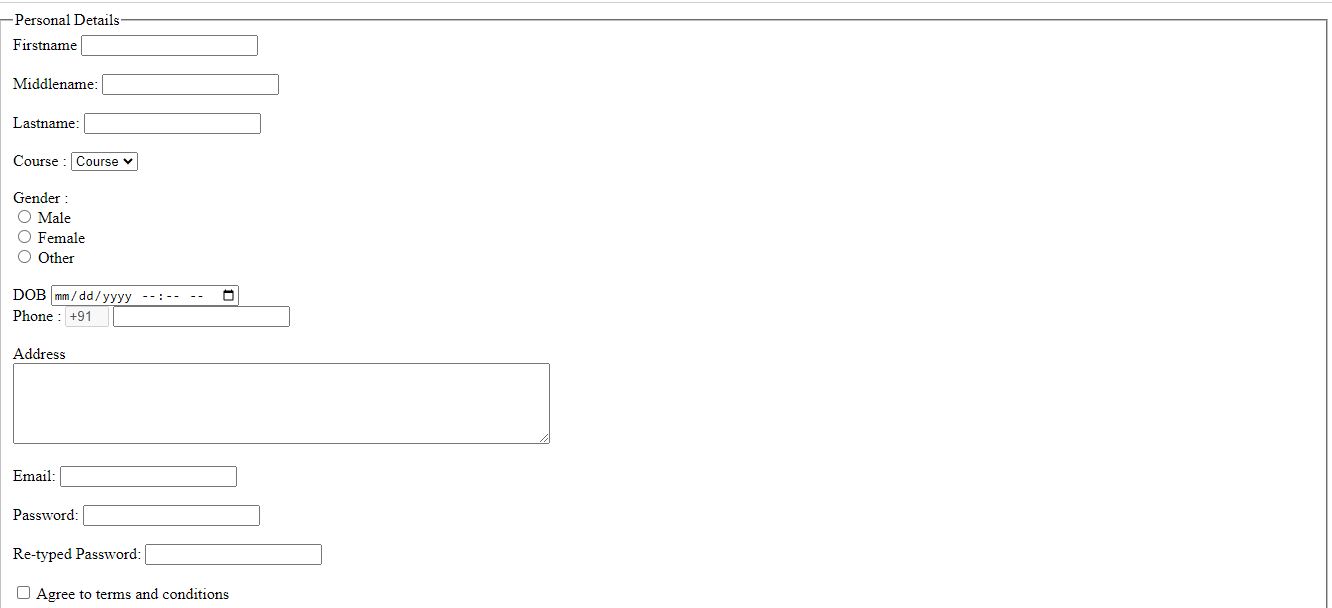 Personal Details
Firstname
Middlename:
Lastname:
Course : Course
Gender :
Male
Female
Other
DOB mm/dd/yyyy --:-- --
Phone : +91
Address
Email:
Password:
Re-typed Password:
Agree to terms and conditions